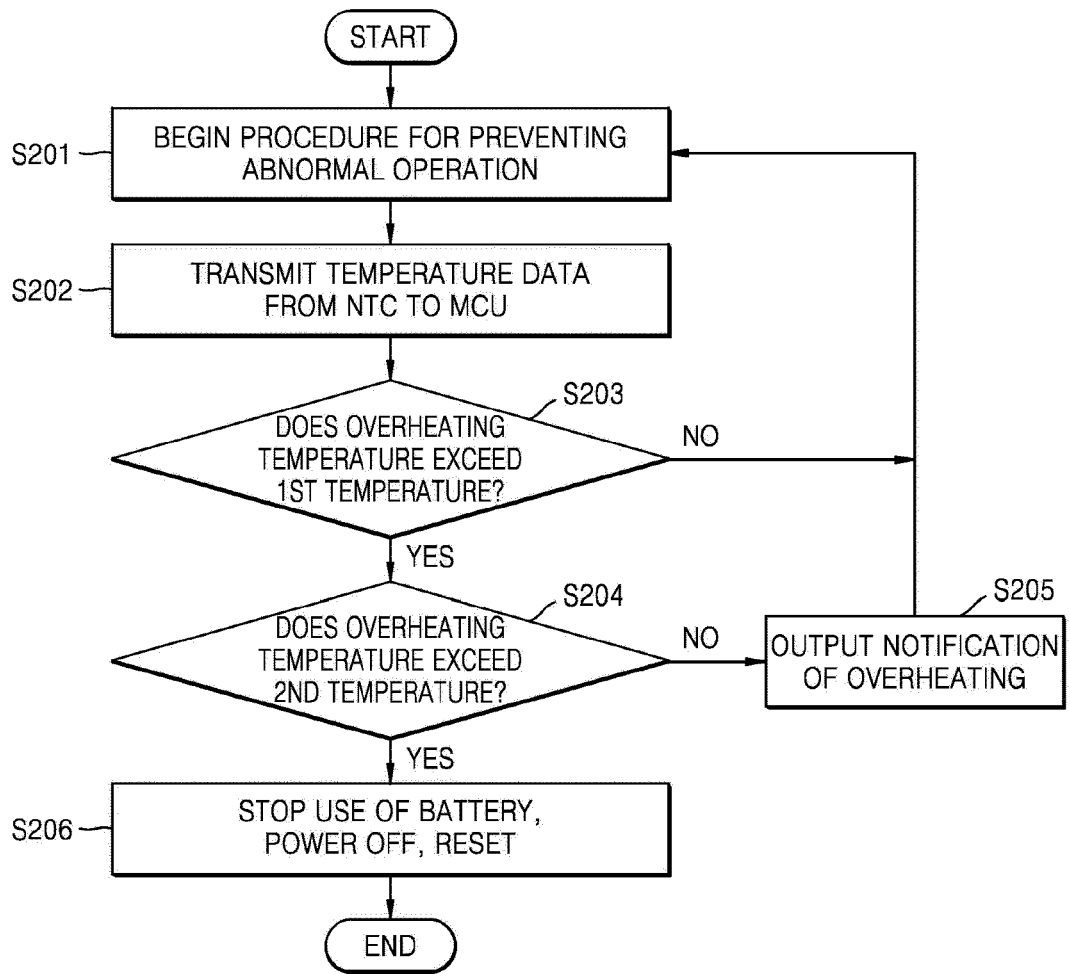 START
S201
BEGIN PROCEDURE FOR PREVENTING
ABNORMAL OPERATION
S202
TRANSMIT TEMPERATURE DATA
FROM NTC TO MCU
S203
DOES OVERHEATING
TEMPERATURE EXCEED
1ST TEMPERATURE?
NO
YES
S204
DOES OVERHEATING
TEMPERATURE EXCEED
2ND TEMPERATURE?
NO
S205
OUTPUT NOTIFICATION
OF OVERHEATING
YES
S206
STOP USE OF BATTERY,
POWER OFF, RESET
END